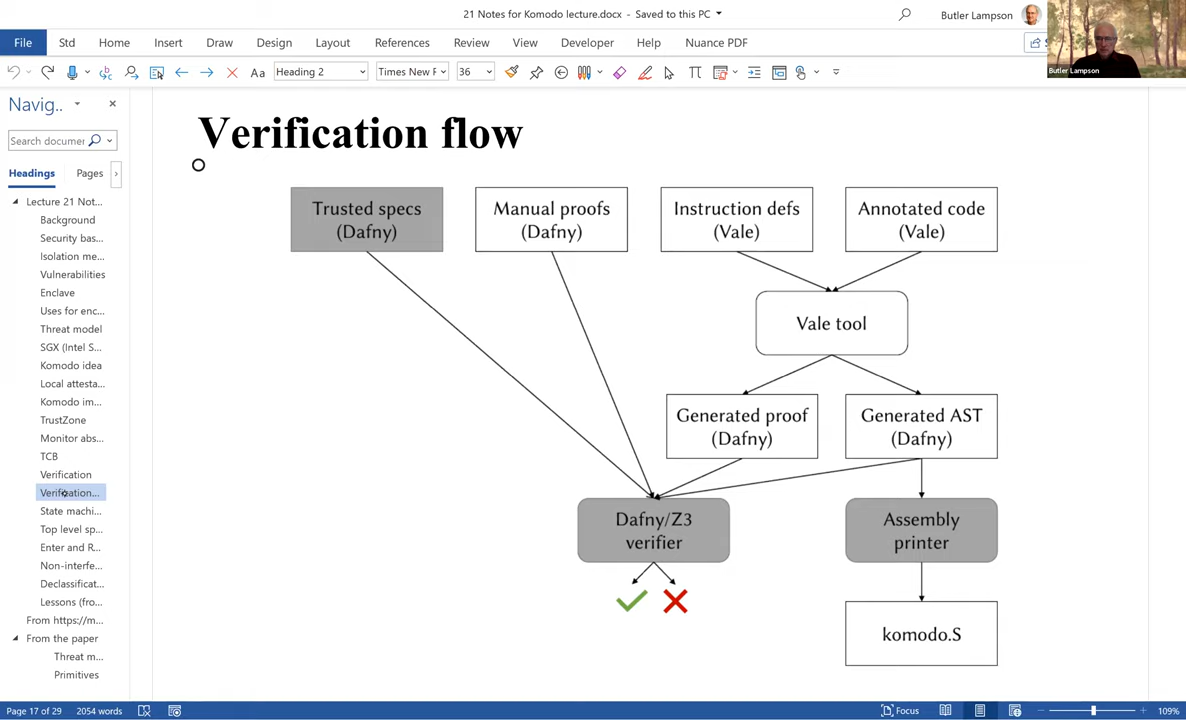 21 Notes for Komodo lecture.docx - Saved to this PC
Butler Lampson
File Std Home Insert Draw Design Layout References Review View Developer Help Nuance PDF
Heading 2 Times New F 36
Butler Lampson
Navig..
Search documen
Headings Pages
Lecture 21 Not...
Background
Security bas...
Isolation me...
Vulnerabilities
Enclave
Uses for enc...
Threat model
SGX (Intel S...
Komodo idea
Local attesta...
Komodo im...
TrustZone
Monitor abs...
TCB
Verification
Verification...
State machi...
Top level sp...
Enter and R...
Non-interfe...
Declassificat...
Lessons (fro...
From https://m...
From the paper
Threat m...
Primitives
Verification flow
Trusted specs
(Dafny)
Manual proofs
(Dafny)
Instruction defs
(Vale)
Annotated code
(Vale)
Vale tool
Generated proof
(Dafny)
Generated AST
(Dafny)
Dafny/Z3
verifier
Assembly
printer
komodo.S
Page 17 of 29 2054 words
Focus
109%